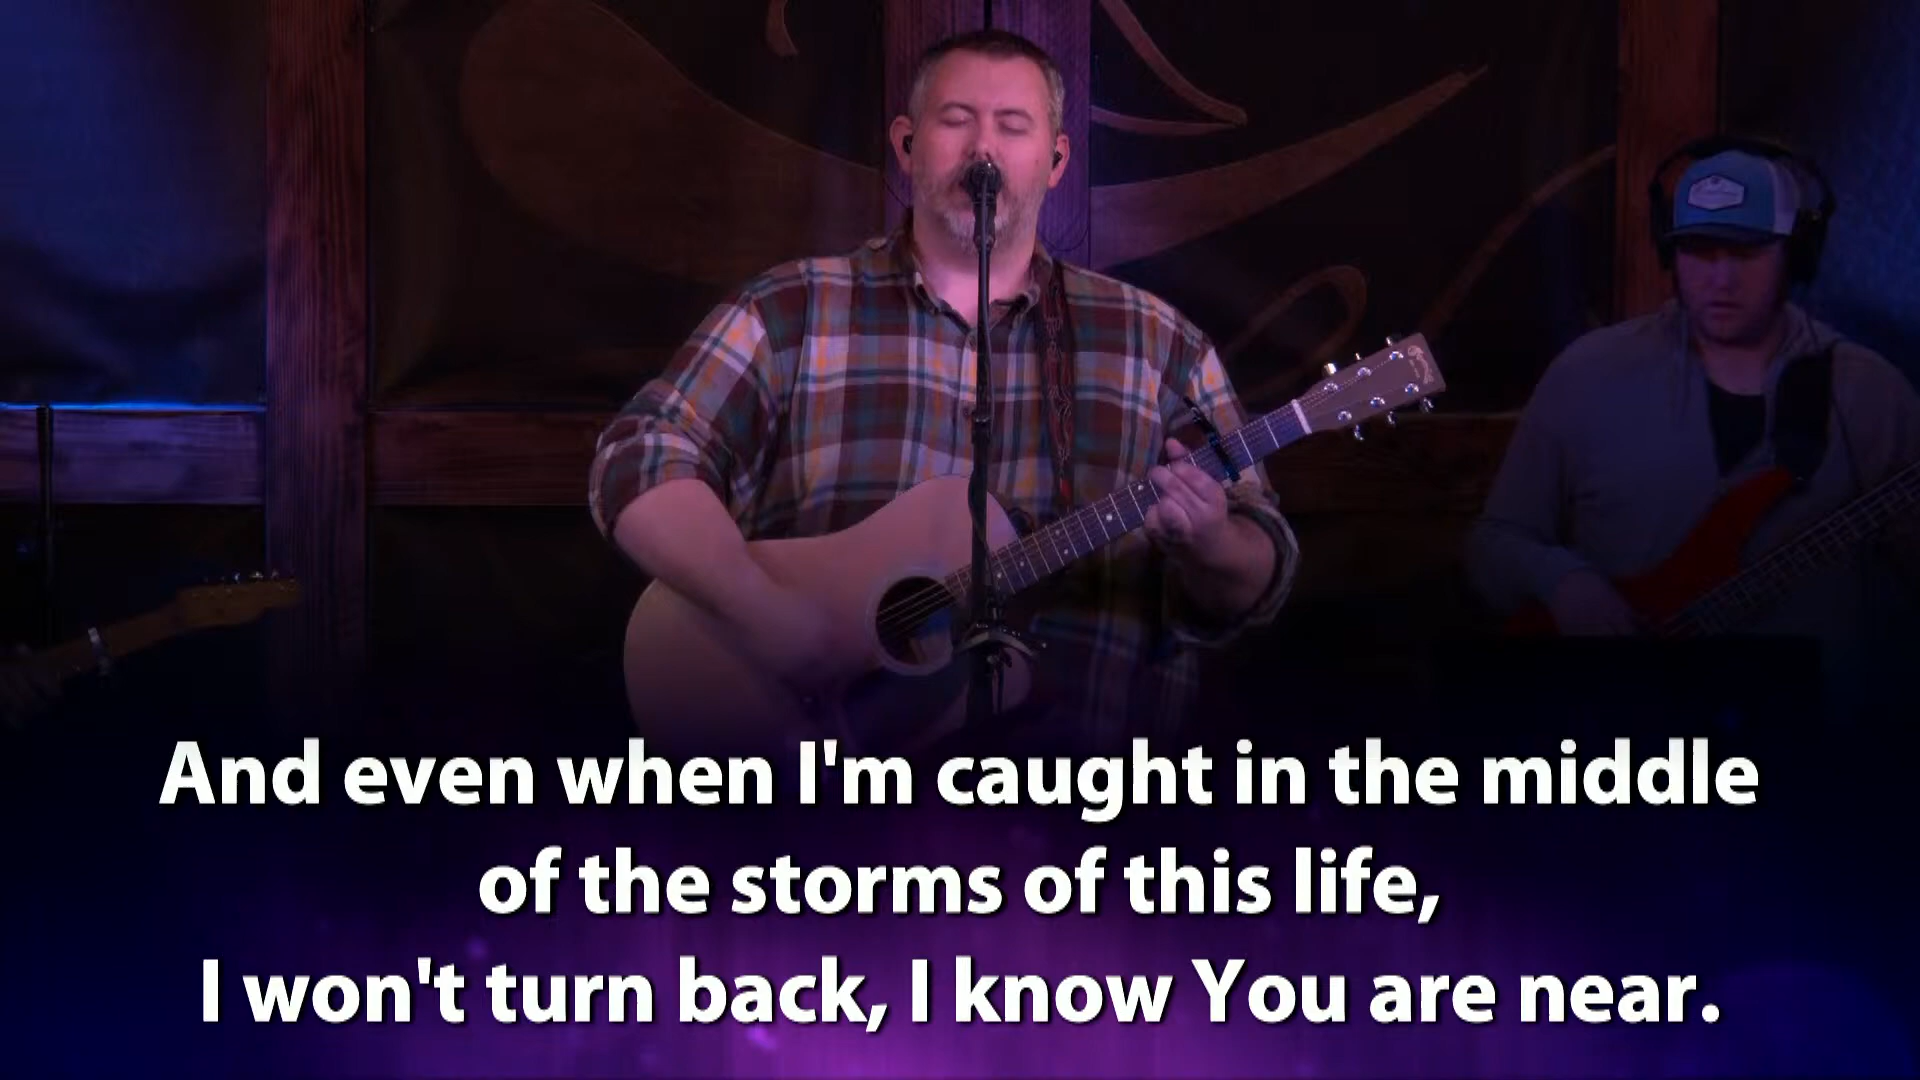 And even when I'm caught in the middle
of the storms of this life,
I won't turn back, I know You are near.